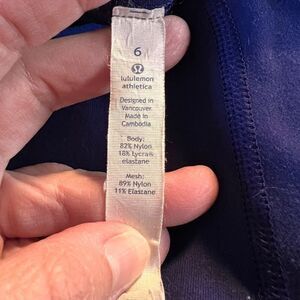 6
lululemon
athletica
Designed in
Vancouver
Made in
Cambodia
Body:
82% Nylon
18% Lycra®
elastane
Mesh:
89% Nylon
11% Elastane